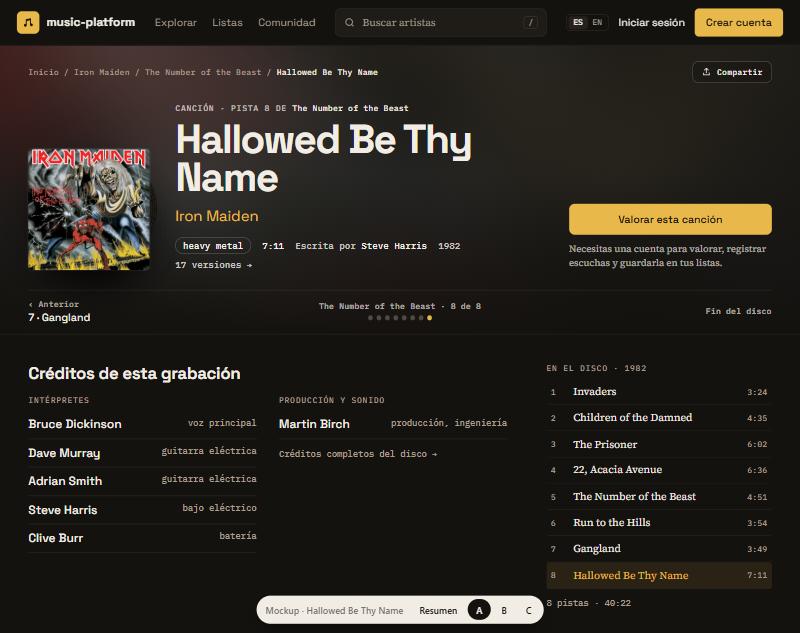 music-platform
Explorar
Listas
Comunidad
Buscar artistas
/
ES EN
Iniciar sesión
Crear cuenta
Inicio / Iron Maiden / The Number of the Beast / Hallowed Be Thy Name
Compartir
CANCIÓN · PISTA 8 DE The Number of the Beast
Hallowed Be Thy
Name
IRON MAIDEN
Iron Maiden
heavy metal 7:11 Escrita por Steve Harris 1982
17 versiones →
Valorar esta canción
Necesitas una cuenta para valorar, registrar
escuchas y guardarla en tus listas.
‹ Anterior
7 · Gangland
The Number of the Beast · 8 de 8
Fin del disco
Créditos de esta grabación
INTÉRPRETES
Bruce Dickinson voz principal
Dave Murray guitarra eléctrica
Adrian Smith guitarra eléctrica
Steve Harris bajo eléctrico
Clive Burr batería
PRODUCCIÓN Y SONIDO
Martin Birch producción, ingeniería
Créditos completos del disco →
EN EL DISCO · 1982
1 Invaders 3:24
2 Children of the Damned 4:35
3 The Prisoner 6:02
4 22, Acacia Avenue 6:36
5 The Number of the Beast 4:51
6 Run to the Hills 3:54
7 Gangland 3:49
8 Hallowed Be Thy Name 7:11
8 pistas · 40:22
Mockup · Hallowed Be Thy Name Resumen A B C